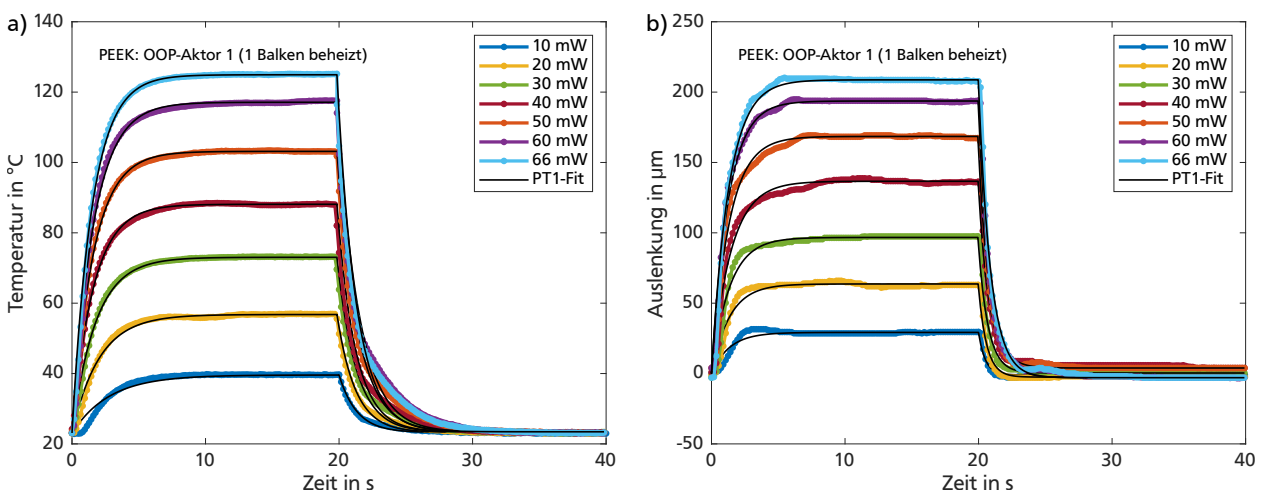 a)
PEEK: OOP-Aktor 1 (1 Balken beheizt)
10 mW
20 mW
30 mW
40 mW
50 mW
60 mW
66 mW
PT1-Fit
140
120
100
80
60
40
20
0
10
20
30
40
Temperatur in °C
Zeit in s
b)
PEEK: OOP-Aktor 1 (1 Balken beheizt)
10 mW
20 mW
30 mW
40 mW
50 mW
60 mW
66 mW
PT1-Fit
250
200
150
100
50
0
-50
0
10
20
30
40
Auslenkung in µm
Zeit in s